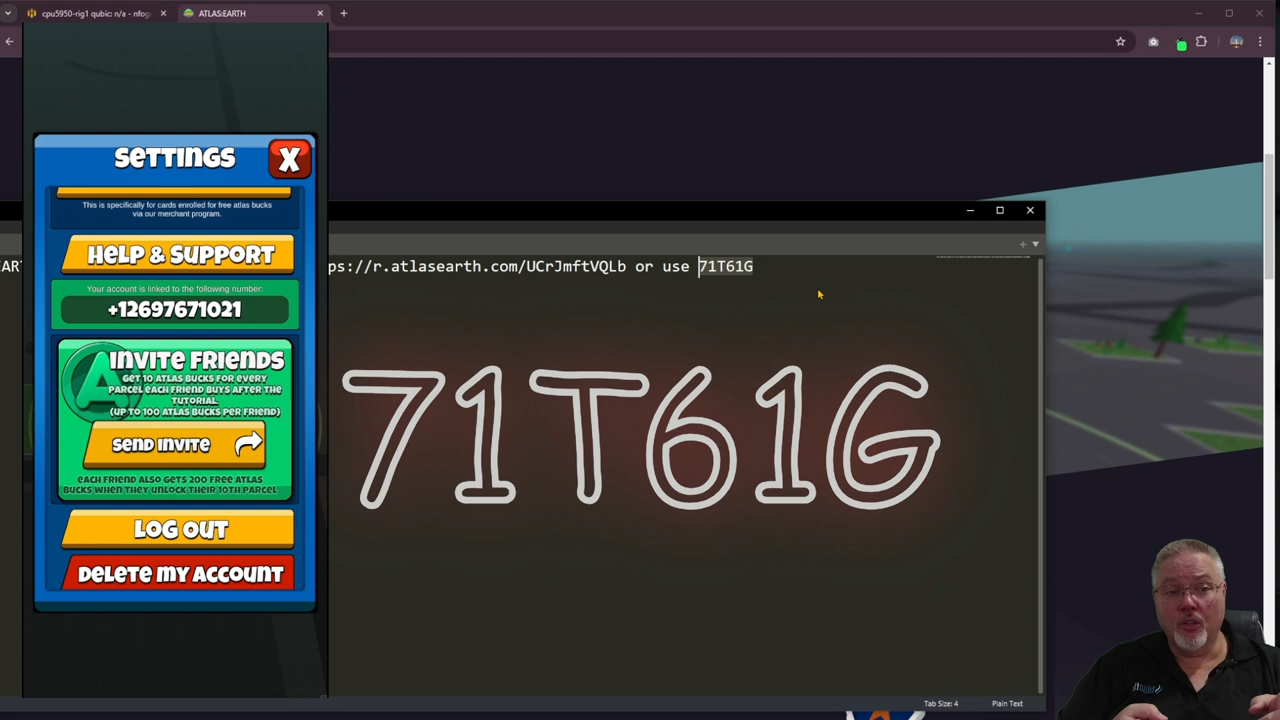 cpu5950-rig1 qubic: n/a - nfog
ATLAS:EARTH
SETTINGS
X
This is specifically for cards enrolled for free atlas bucks
via our merchant program.
HELP & SUPPORT
Your account is linked to the following number:
+12697671021
INVITE FRIENDS
GET 10 ATLAS BUCKS FOR EVERY
PARCEL EACH FRIEND BUYS AFTER THE
TUTORIAL.
(UP TO 100 ATLAS BUCKS PER FRIEND)
SEND INVITE
EACH FRIEND ALSO GETS 200 FREE ATLAS
BUCKS WHEN THEY UNLOCK THEIR 10TH PARCEL
LOG OUT
DELETE MY ACCOUNT
EAR ps://r.atlasearth.com/UCrJmftVQLb or use 71T61G
71T61G
Tab Size: 4 Plain Text